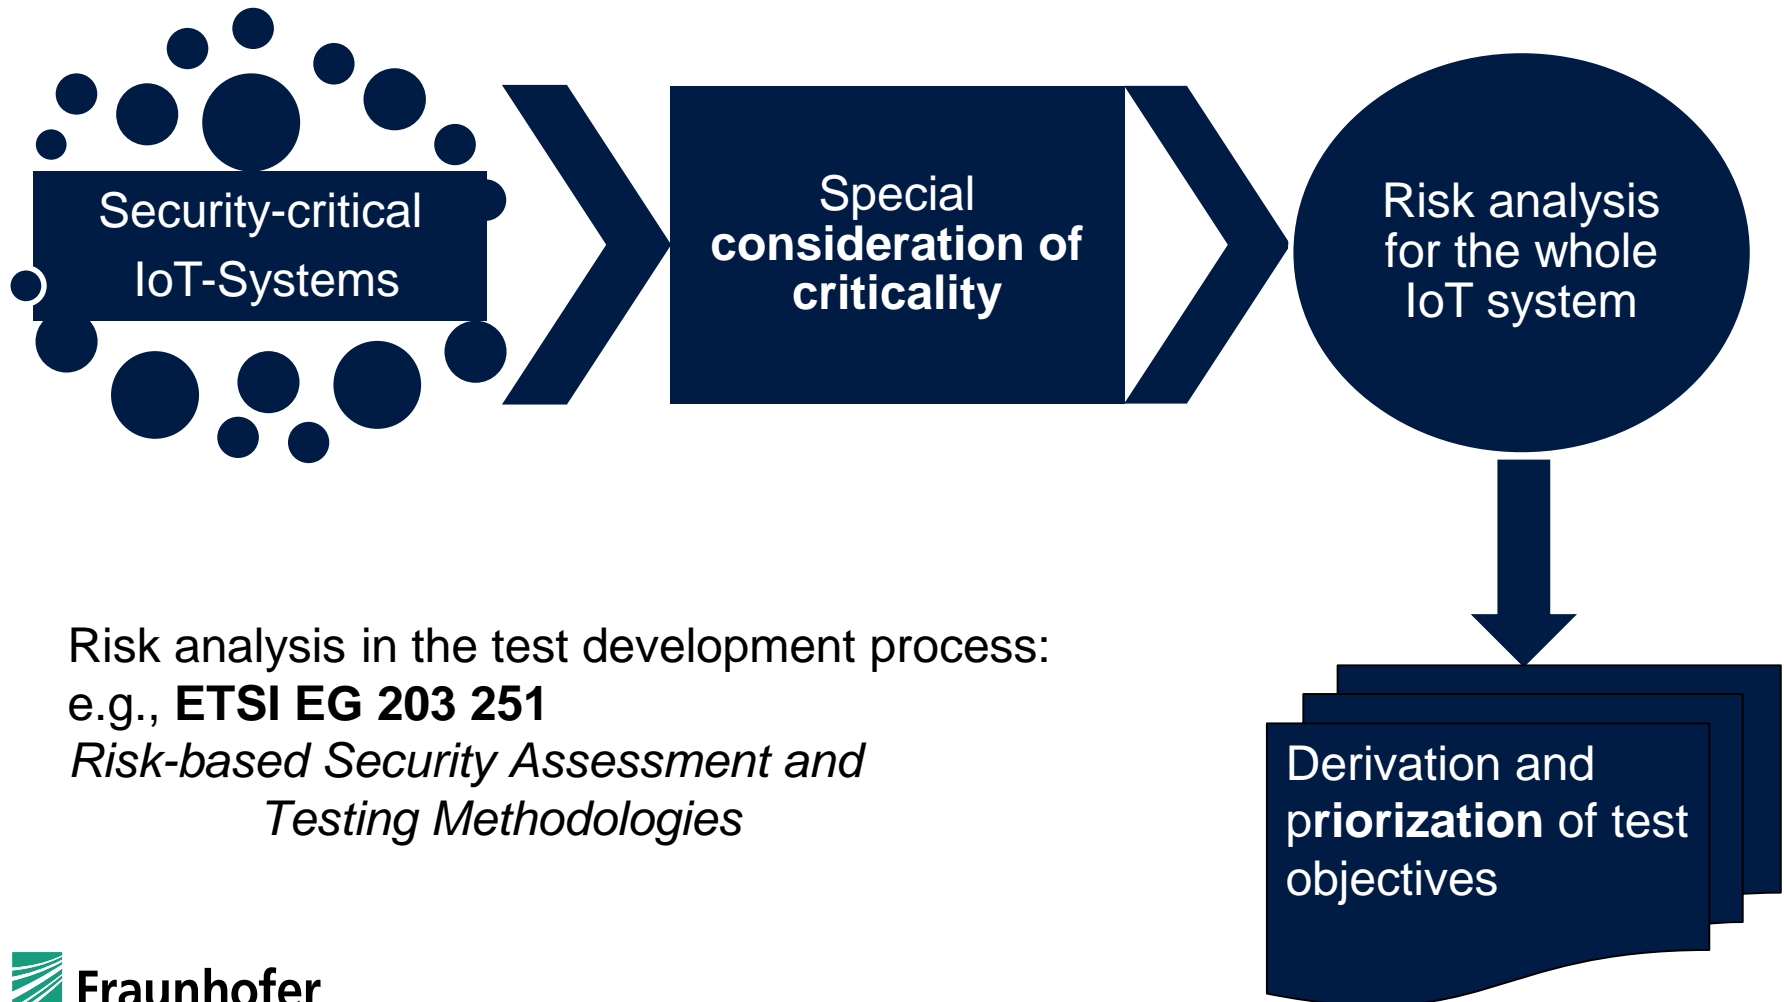 Security-critical
IoT-Systems
Special
consideration of
criticality
Risk analysis
for the whole
IoT system
Risk analysis in the test development process:
e.g., ETSI EG 203 251
Risk-based Security Assessment and
Testing Methodologies
Derivation and
priorization of test
objectives
Fraunhofer